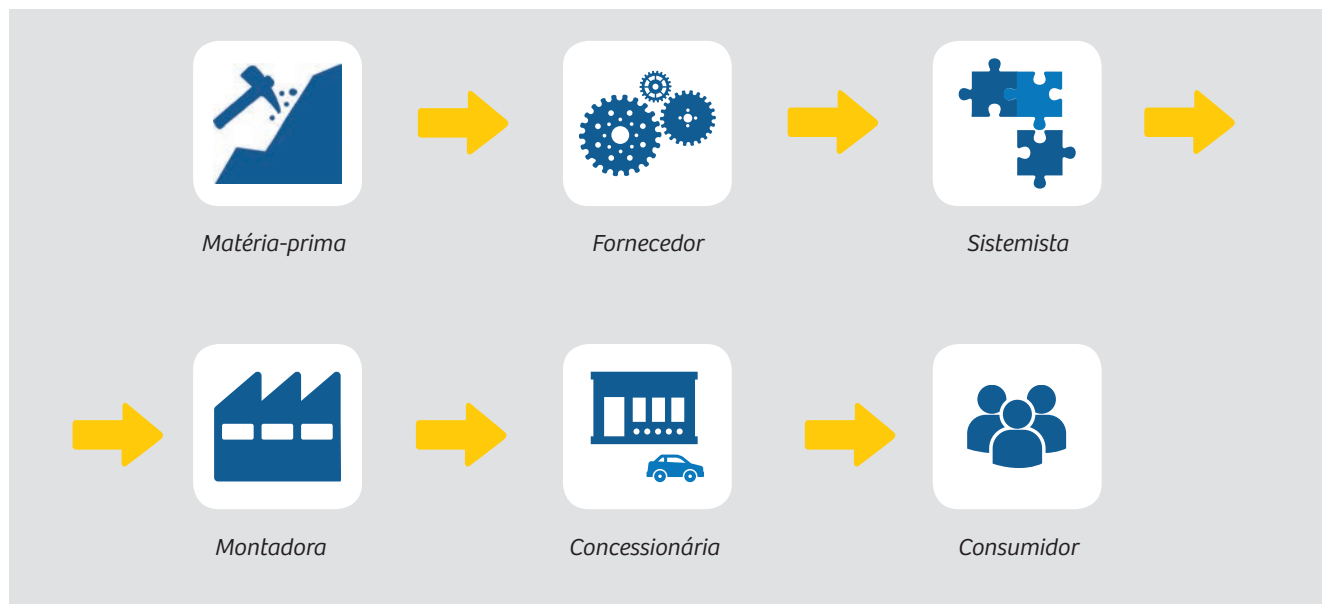 Matéria-prima
Fornecedor
Sistemista
Montadora
Concessionária
Consumidor